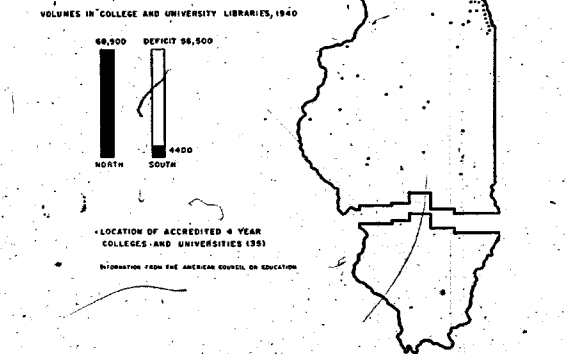 VOLUMES IN COLLEGE AND UNIVERSITY LIBRARIES, 1940
68,900 DEFICIT 56,500
4400
NORTH SOUTH
• LOCATION OF ACCREDITED 4 YEAR
COLLEGES AND UNIVERSITIES (35)
INFORMATION FROM THE AMERICAN COUNCIL ON EDUCATION